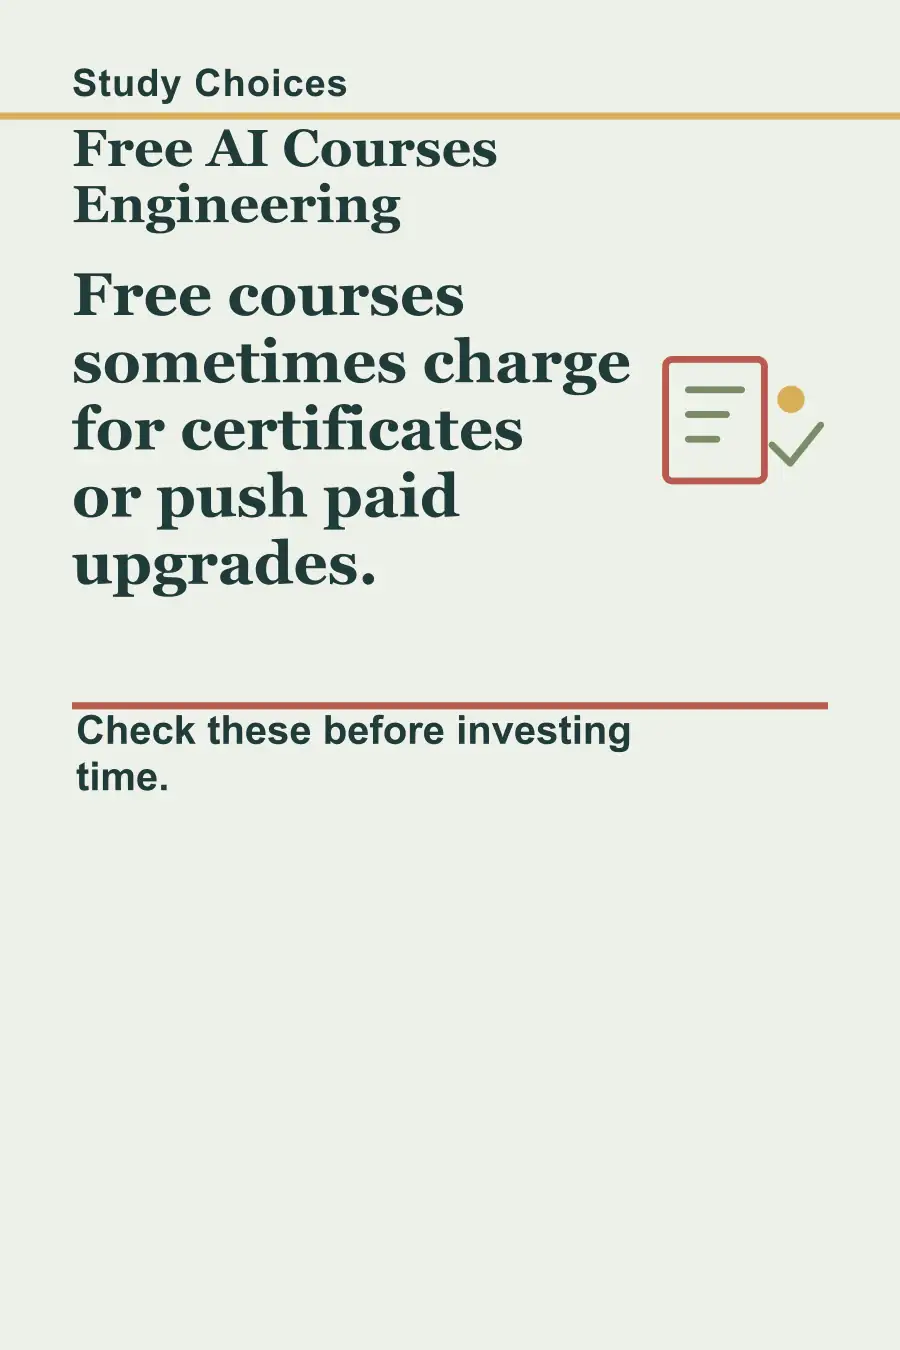 Study Choices
Free AI Courses
Engineering
Free courses
sometimes charge
for certificates
or push paid
upgrades.
Check these before investing
time.